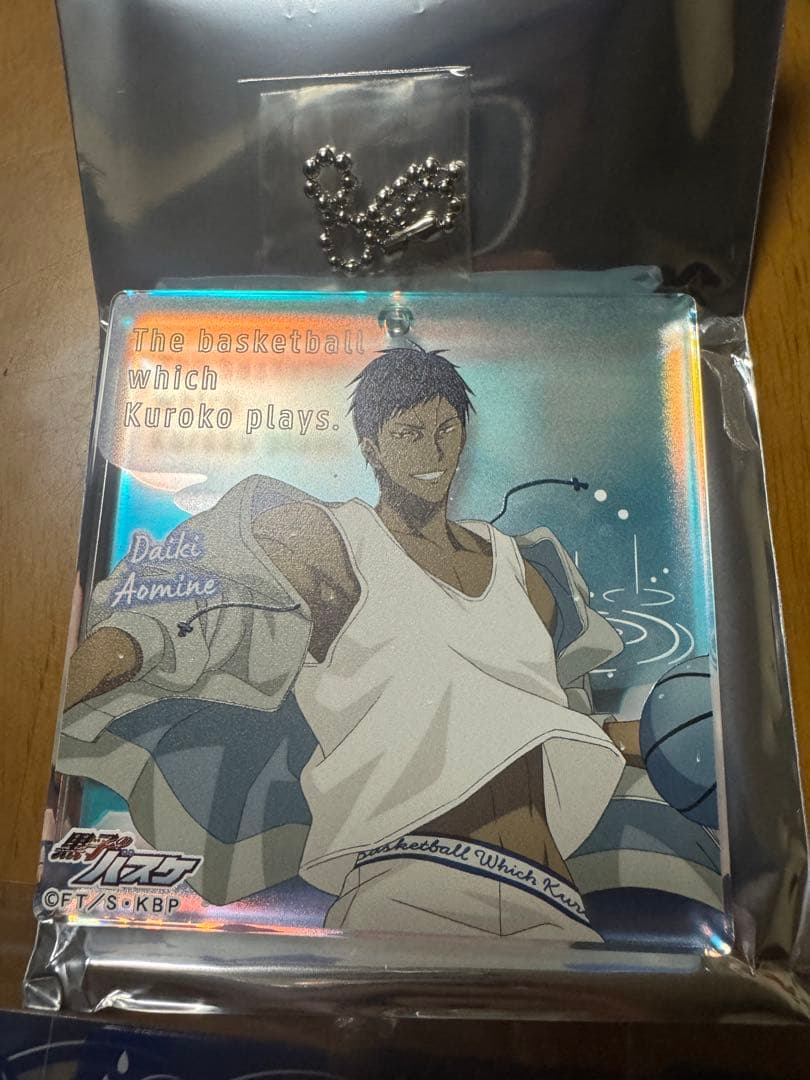 The basketball
which
Kuroko plays.
Daiki
Aomine
basketball Which Kur
黒子のバスケ
©FT/S・KBP